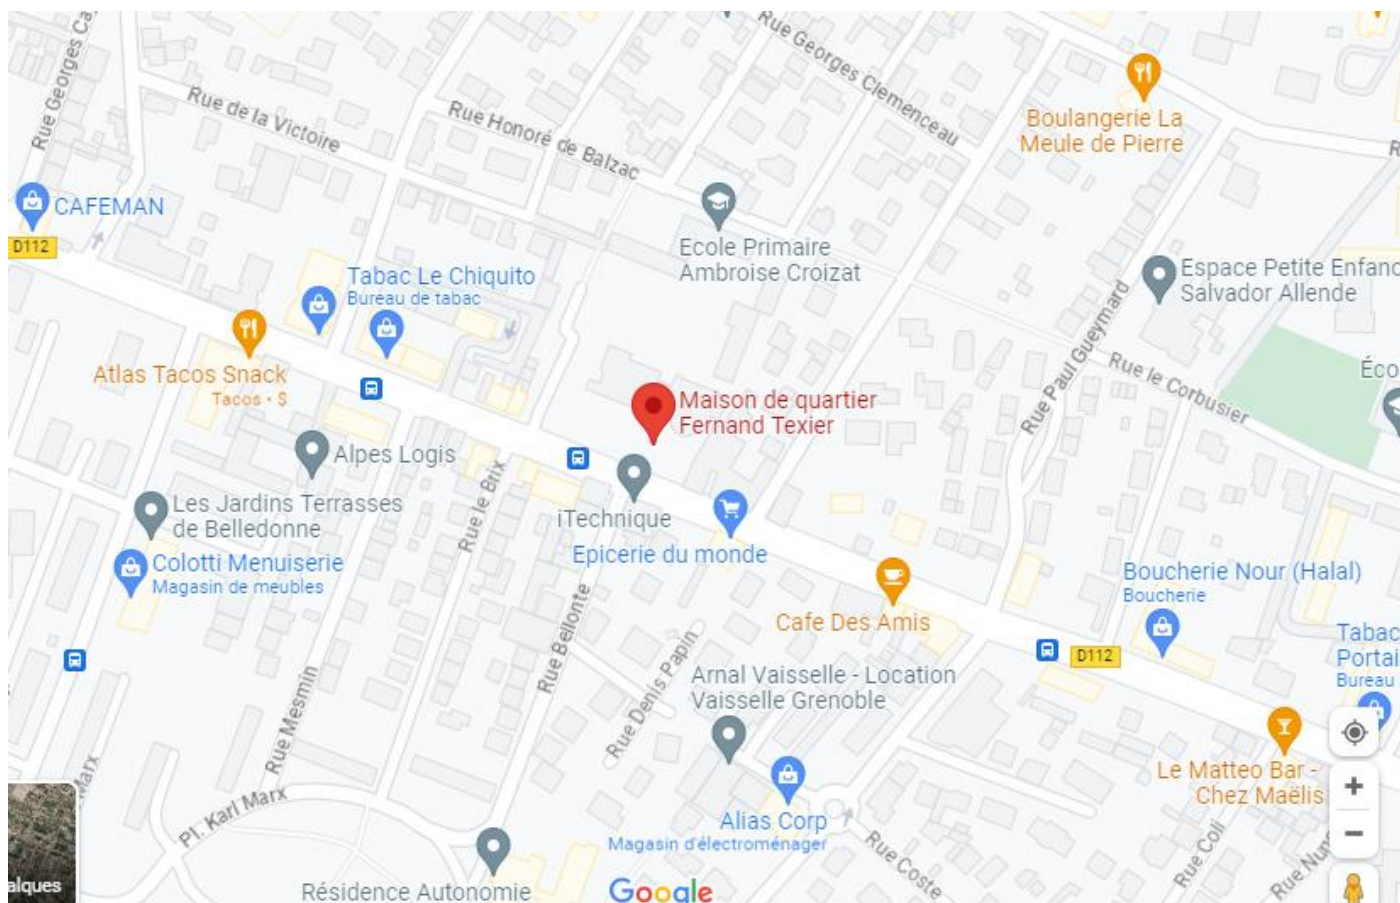 Rue Georges
Rue Georges Clemenceau
Rue de la Victoire
Rue Honoré de Balzac
Boulangerie La
Meule de Pierre
CAFEMAN
D112
Ecole Primaire
Ambroise Croizat
Tabac Le Chiquito
Bureau de tabac
Espace Petite Enfanc
Salvador Allende
Atlas Tacos Snack
Tacos • $
Rue Paul Gueymard
Rue le Corbusier
Éco
Maison de quartier
Fernand Texier
Alpes Logis
Rue le Brix
Les Jardins Terrasses
de Belledonne
iTechnique
Epicerie du monde
Colotti Menuiserie
Magasin de meubles
Boucherie Nour (Halal)
Boucherie
Cafe Des Amis
Rue Bellonte
Rue Denis Papin
D112
Tabac
Portai
Bureau
Arnal Vaisselle - Location
Vaisselle Grenoble
Rue Mesmin
Marx
Le Matteo Bar -
Chez Maëlis
Pl. Karl Marx
Alias Corp
Magasin d'électroménager
Rue Coste
Rue Coli
Rue Nun
alques
Résidence Autonomie
Google